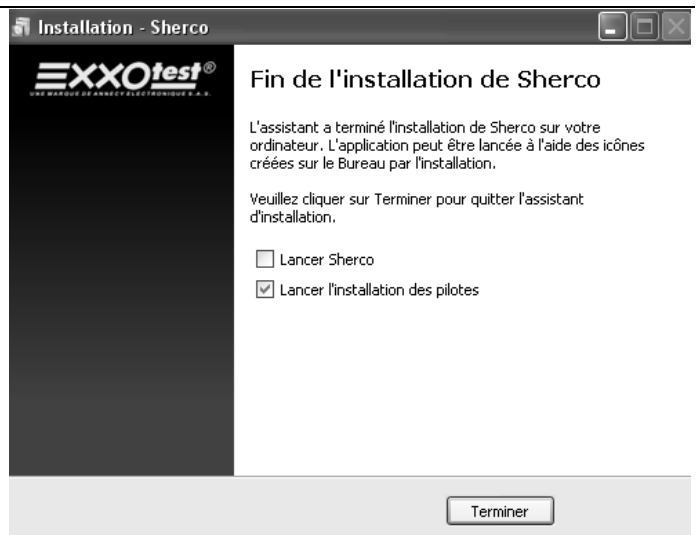 Installation - Sherco
EXXOtest®
UNE MARQUE DE ANNECY ELECTRONIQUE S.A.S.
Fin de l'installation de Sherco
L'assistant a terminé l'installation de Sherco sur votre
ordinateur. L'application peut être lancée à l'aide des icônes
créées sur le Bureau par l'installation.
Veuillez cliquer sur Terminer pour quitter l'assistant
d'installation.
Lancer Sherco
Lancer l'installation des pilotes
Terminer